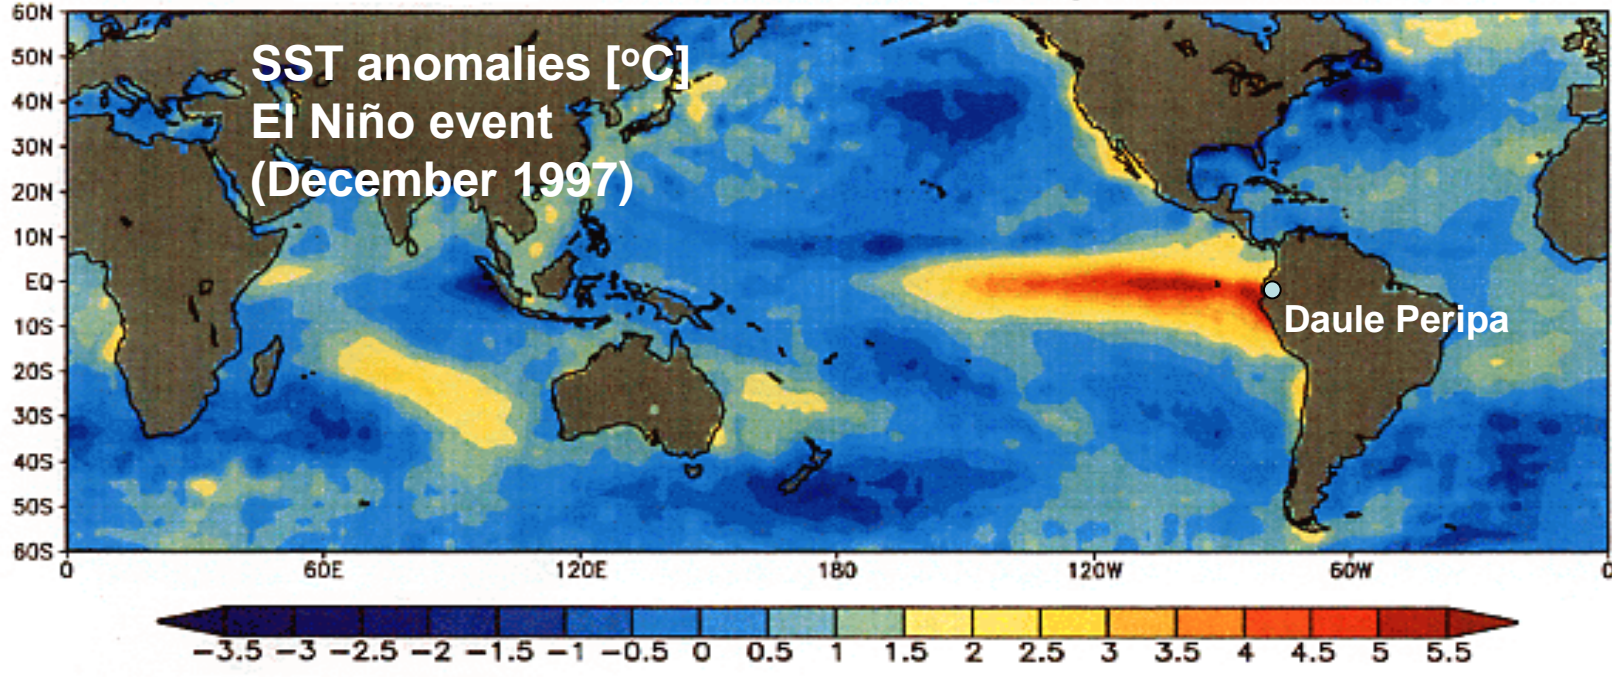 SST anomalies [ºC]
El Niño event
(December 1997)
60N
50N
40N
30N
20N
10N
EQ
10S
20S
30S
40S
50S
60S
Daule Peripa
0 60E 120E 180 120W 60W 0
−3.5 −3 −2.5 −2 −1.5 −1 −0.5 0 0.5 1 1.5 2 2.5 3 3.5 4 4.5 5 5.5